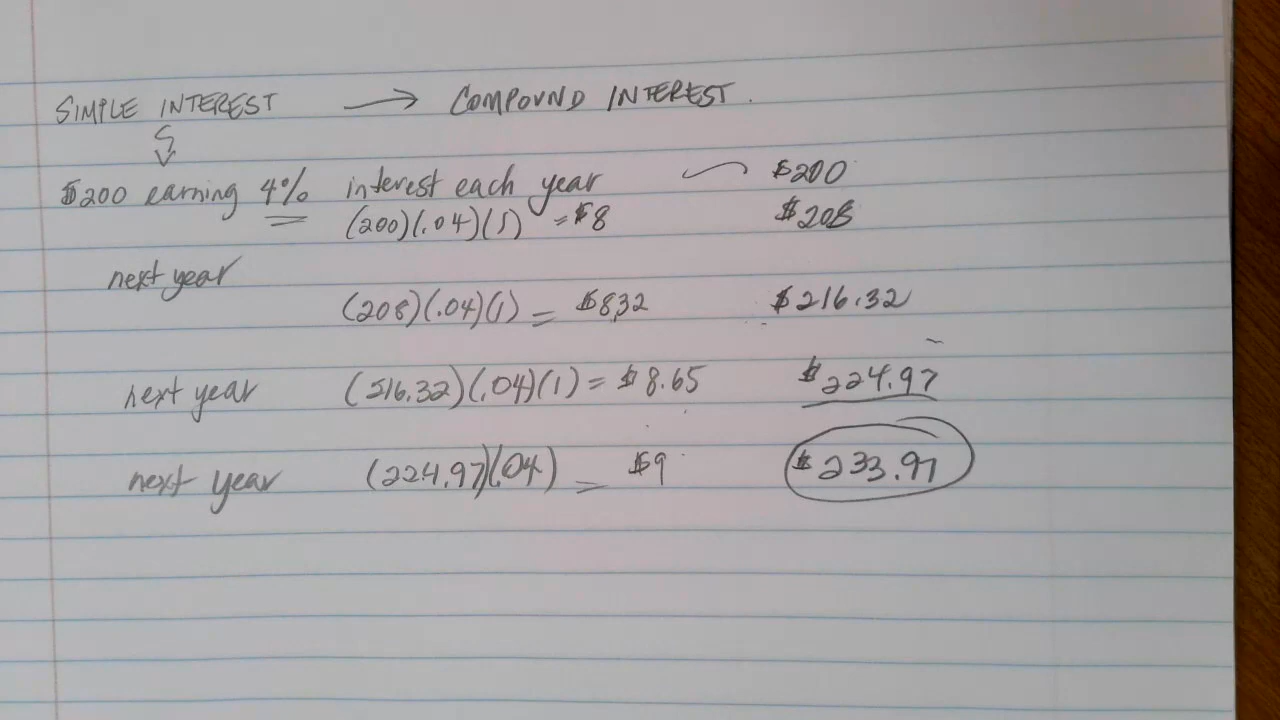 SIMPLE INTEREST → COMPOUND INTEREST.
$200 earning 4% interest each year $200
(200)(.04)(1) = $8 $208
next year
(208)(.04)(1) = $8.32 $216.32
next year (216.32)(.04)(1) = $8.65 $224.97
next year (224.97)(.04) = $9 $233.97